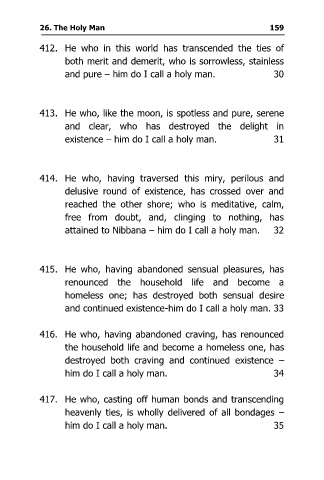 26. The Holy Man 159
412. He who in this world has transcended the ties of
both merit and demerit, who is sorrowless, stainless
and pure – him do I call a holy man. 30
413. He who, like the moon, is spotless and pure, serene
and clear, who has destroyed the delight in
existence – him do I call a holy man. 31
414. He who, having traversed this miry, perilous and
delusive round of existence, has crossed over and
reached the other shore; who is meditative, calm,
free from doubt, and, clinging to nothing, has
attained to Nibbana – him do I call a holy man. 32
415. He who, having abandoned sensual pleasures, has
renounced the household life and become a
homeless one; has destroyed both sensual desire
and continued existence-him do I call a holy man. 33
416. He who, having abandoned craving, has renounced
the household life and become a homeless one, has
destroyed both craving and continued existence –
him do I call a holy man. 34
417. He who, casting off human bonds and transcending
heavenly ties, is wholly delivered of all bondages –
him do I call a holy man. 35